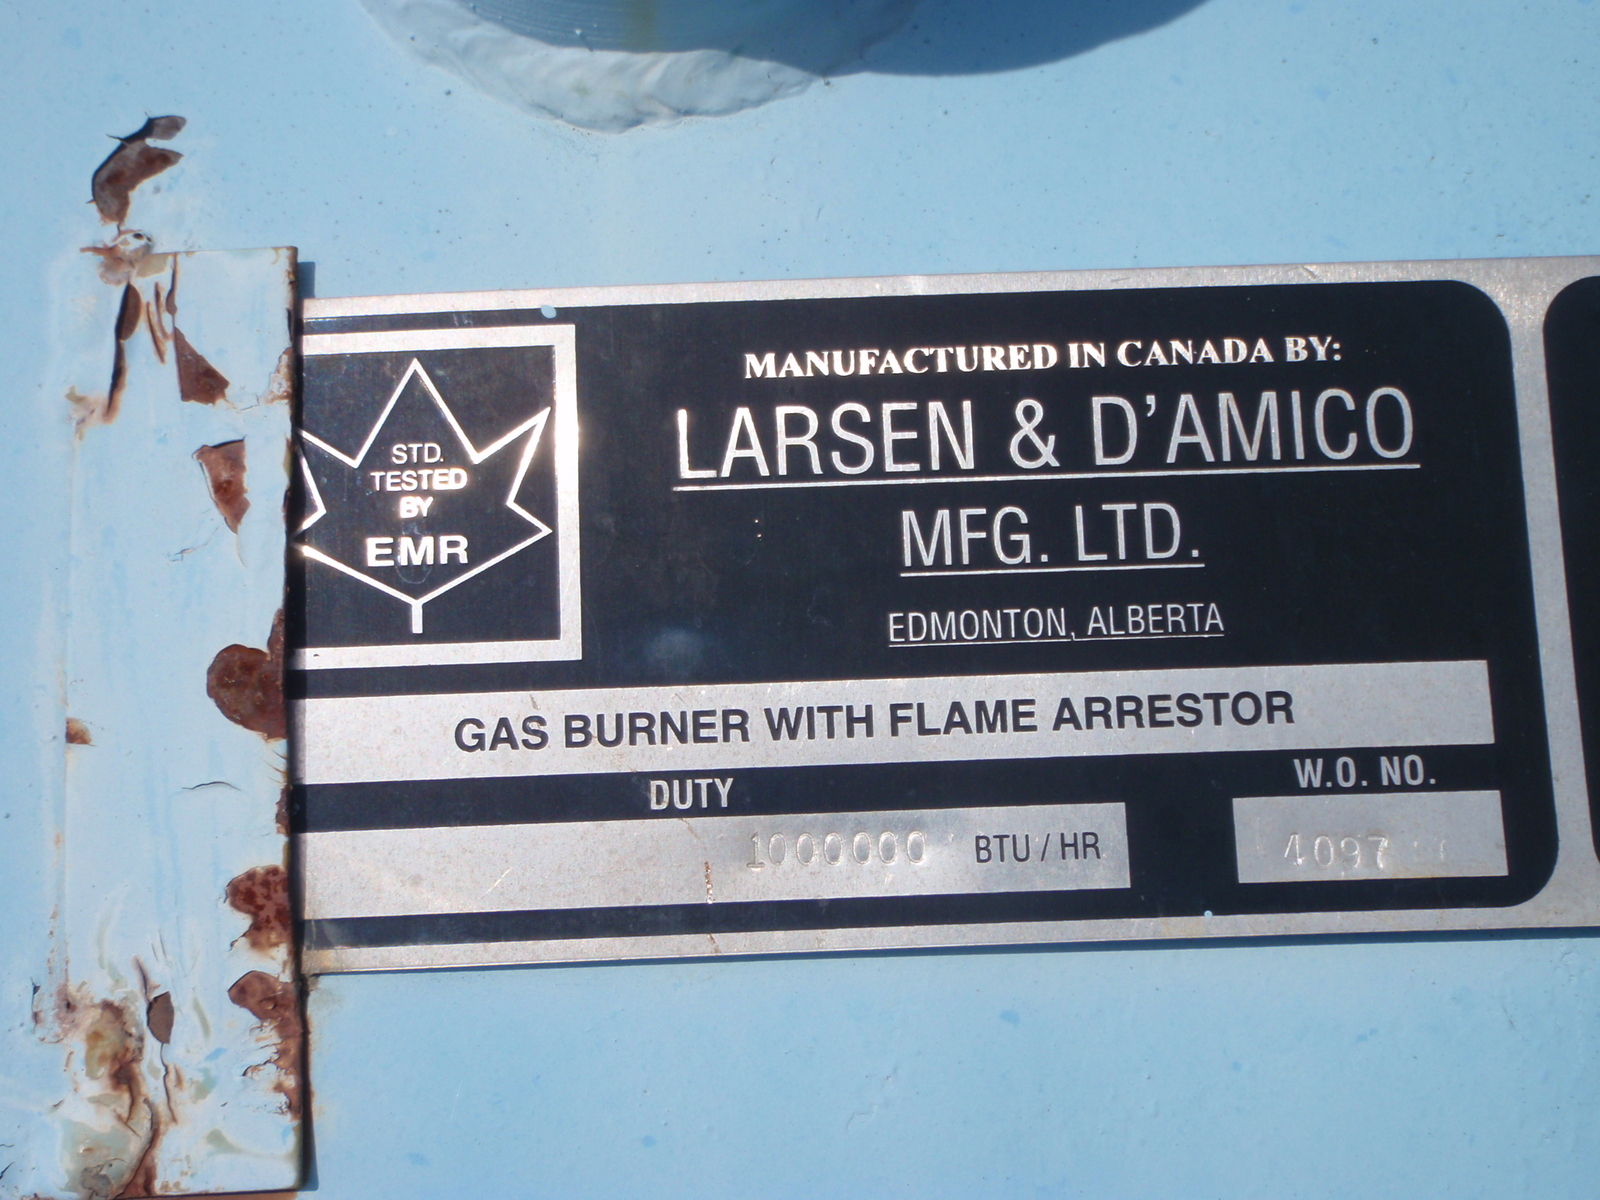 STD.
TESTED
BY
EMR
MANUFACTURED IN CANADA BY:
LARSEN & D'AMICO
MFG. LTD.
EDMONTON, ALBERTA
GAS BURNER WITH FLAME ARRESTOR
DUTY
W.O. NO.
1000000 BTU / HR
4097